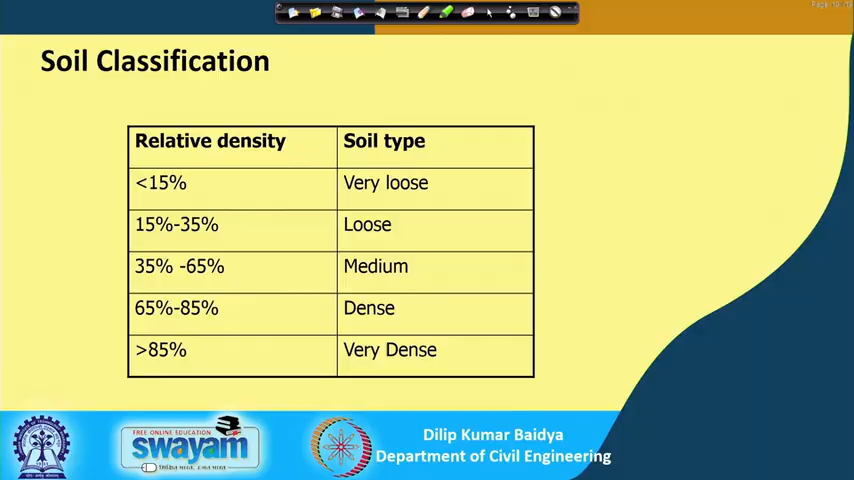 Soil Classification
Relative density Soil type
<15% Very loose
15%-35% Loose
35% -65% Medium
65%-85% Dense
>85% Very Dense
FREE ONLINE EDUCATION
swayam
Dilip Kumar Baidya
Department of Civil Engineering